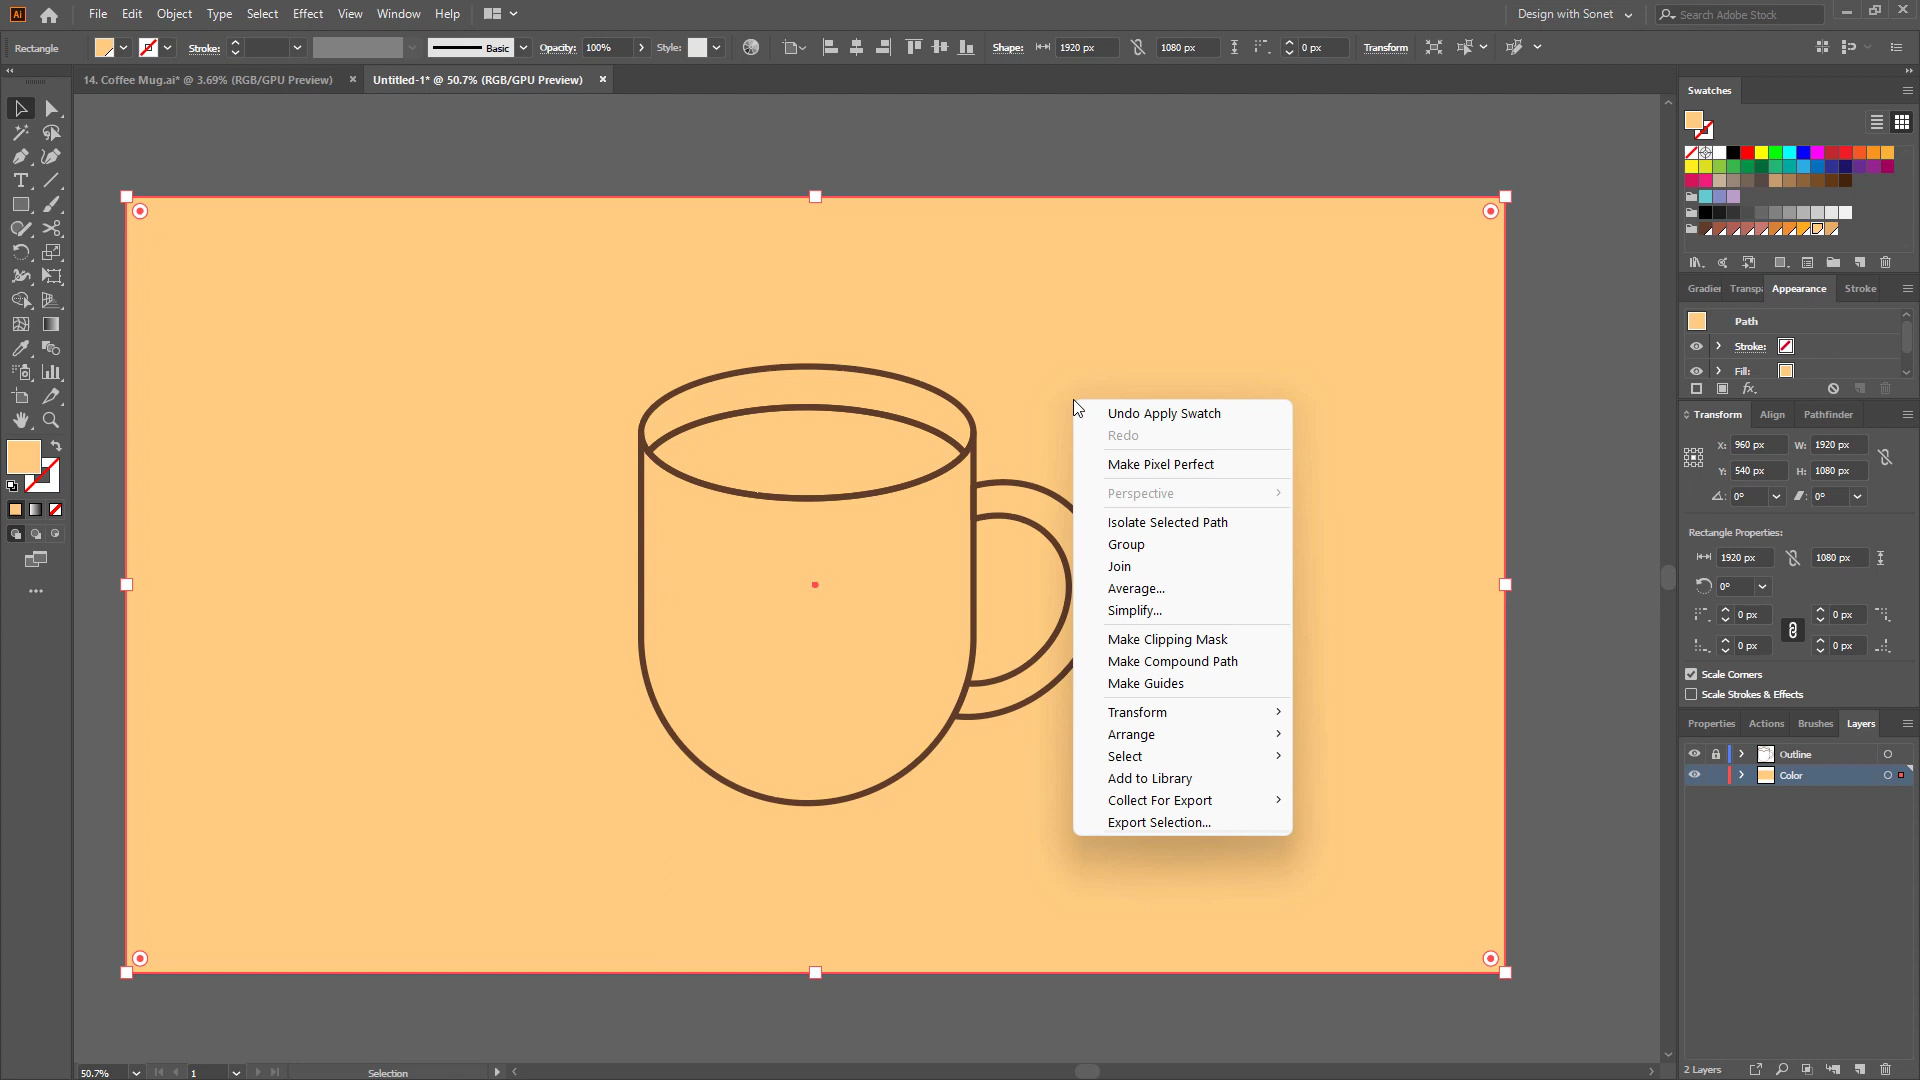 Ai File Edit Object Type Select Effect View Window Help Design with Sonet Search Adobe Stock
Rectangle Stroke: Basic Opacity: 100% Style: Shape: 1920 px 1080 px 0 px Transform
14. Coffee Mug.ai* @ 3.69% (RGB/GPU Preview) Untitled-1* @ 50.7% (RGB/GPU Preview)
Undo Apply Swatch
Redo
Make Pixel Perfect
Perspective
Isolate Selected Path
Group
Join
Average...
Simplify...
Make Clipping Mask
Make Compound Path
Make Guides
Transform
Arrange
Select
Add to Library
Collect For Export
Export Selection...
Swatches
Gradien Transpa Appearance Stroke
Path
Stroke:
Fill:
fx
Transform Align Pathfinder
X: 960 px W: 1920 px
Y: 540 px H: 1080 px
0° 0°
Rectangle Properties:
1920 px 1080 px
0°
0 px 0 px
0 px 0 px
Scale Corners
Scale Strokes & Effects
Properties Actions Brushes Layers
Outline
Color
2 Layers
50.7% 1 Selection